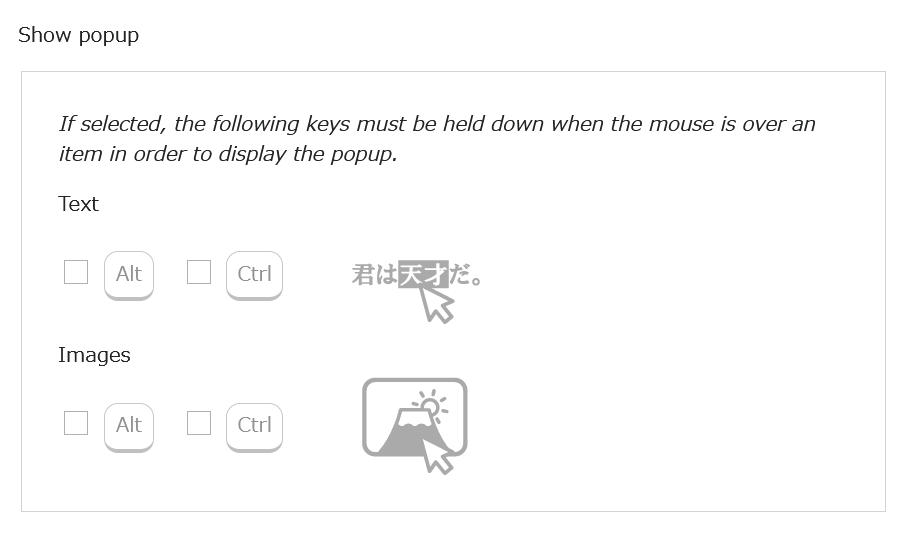 Show popup
If selected, the following keys must be held down when the mouse is over an
item in order to display the popup.
Text
Alt Ctrl 君は天才だ。
Images
Alt Ctrl